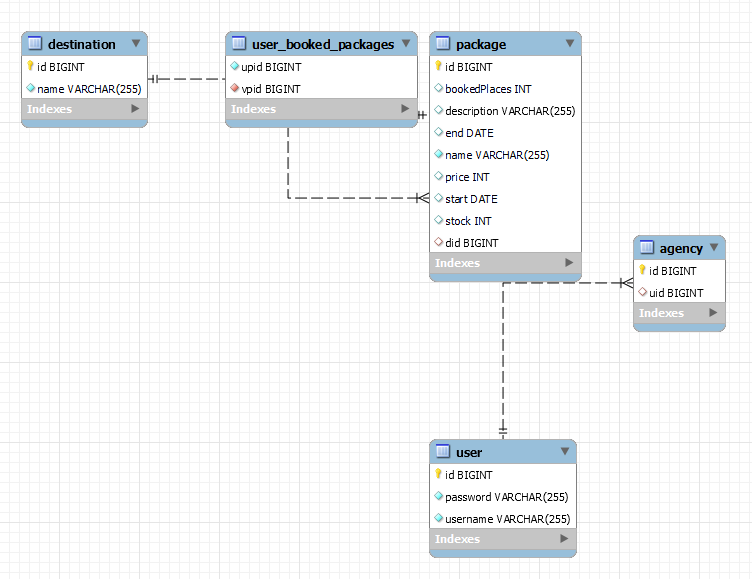 destination
id BIGINT
name VARCHAR(255)
Indexes
user_booked_packages
upid BIGINT
vpid BIGINT
Indexes
package
id BIGINT
bookedPlaces INT
description VARCHAR(255)
end DATE
name VARCHAR(255)
price INT
start DATE
stock INT
did BIGINT
Indexes
agency
id BIGINT
uid BIGINT
Indexes
user
id BIGINT
password VARCHAR(255)
username VARCHAR(255)
Indexes